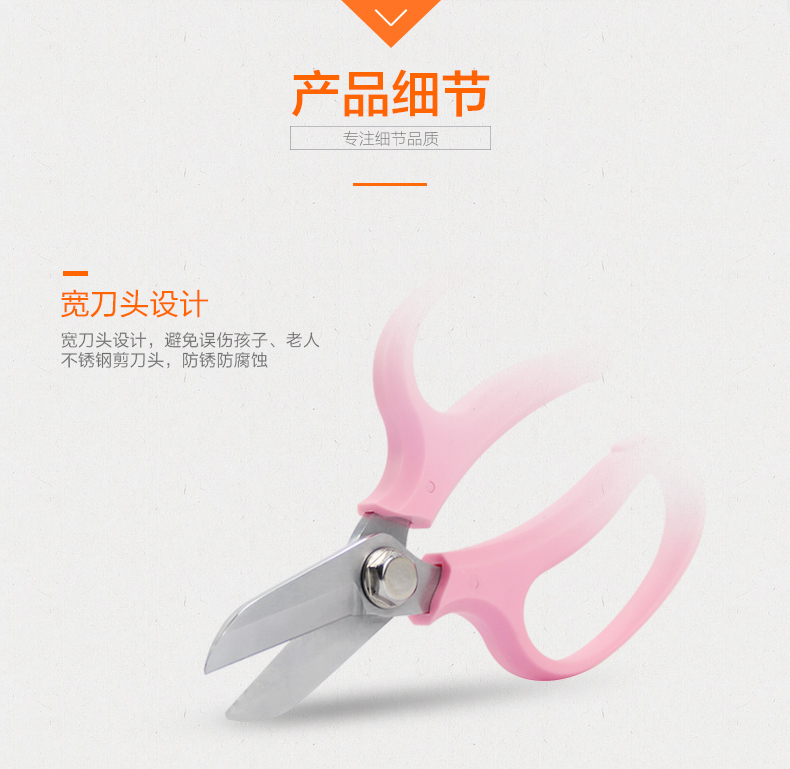 产品细节
专注细节品质
宽刀头设计
宽刀头设计，避免误伤孩子、老人
不锈钢剪刀头，防锈防腐蚀